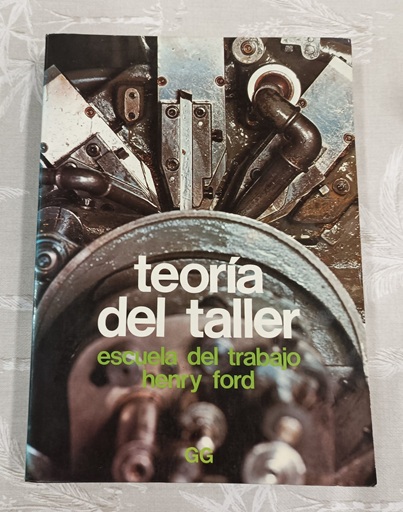 teoría
del taller
escuela del trabajo
henry ford
GG